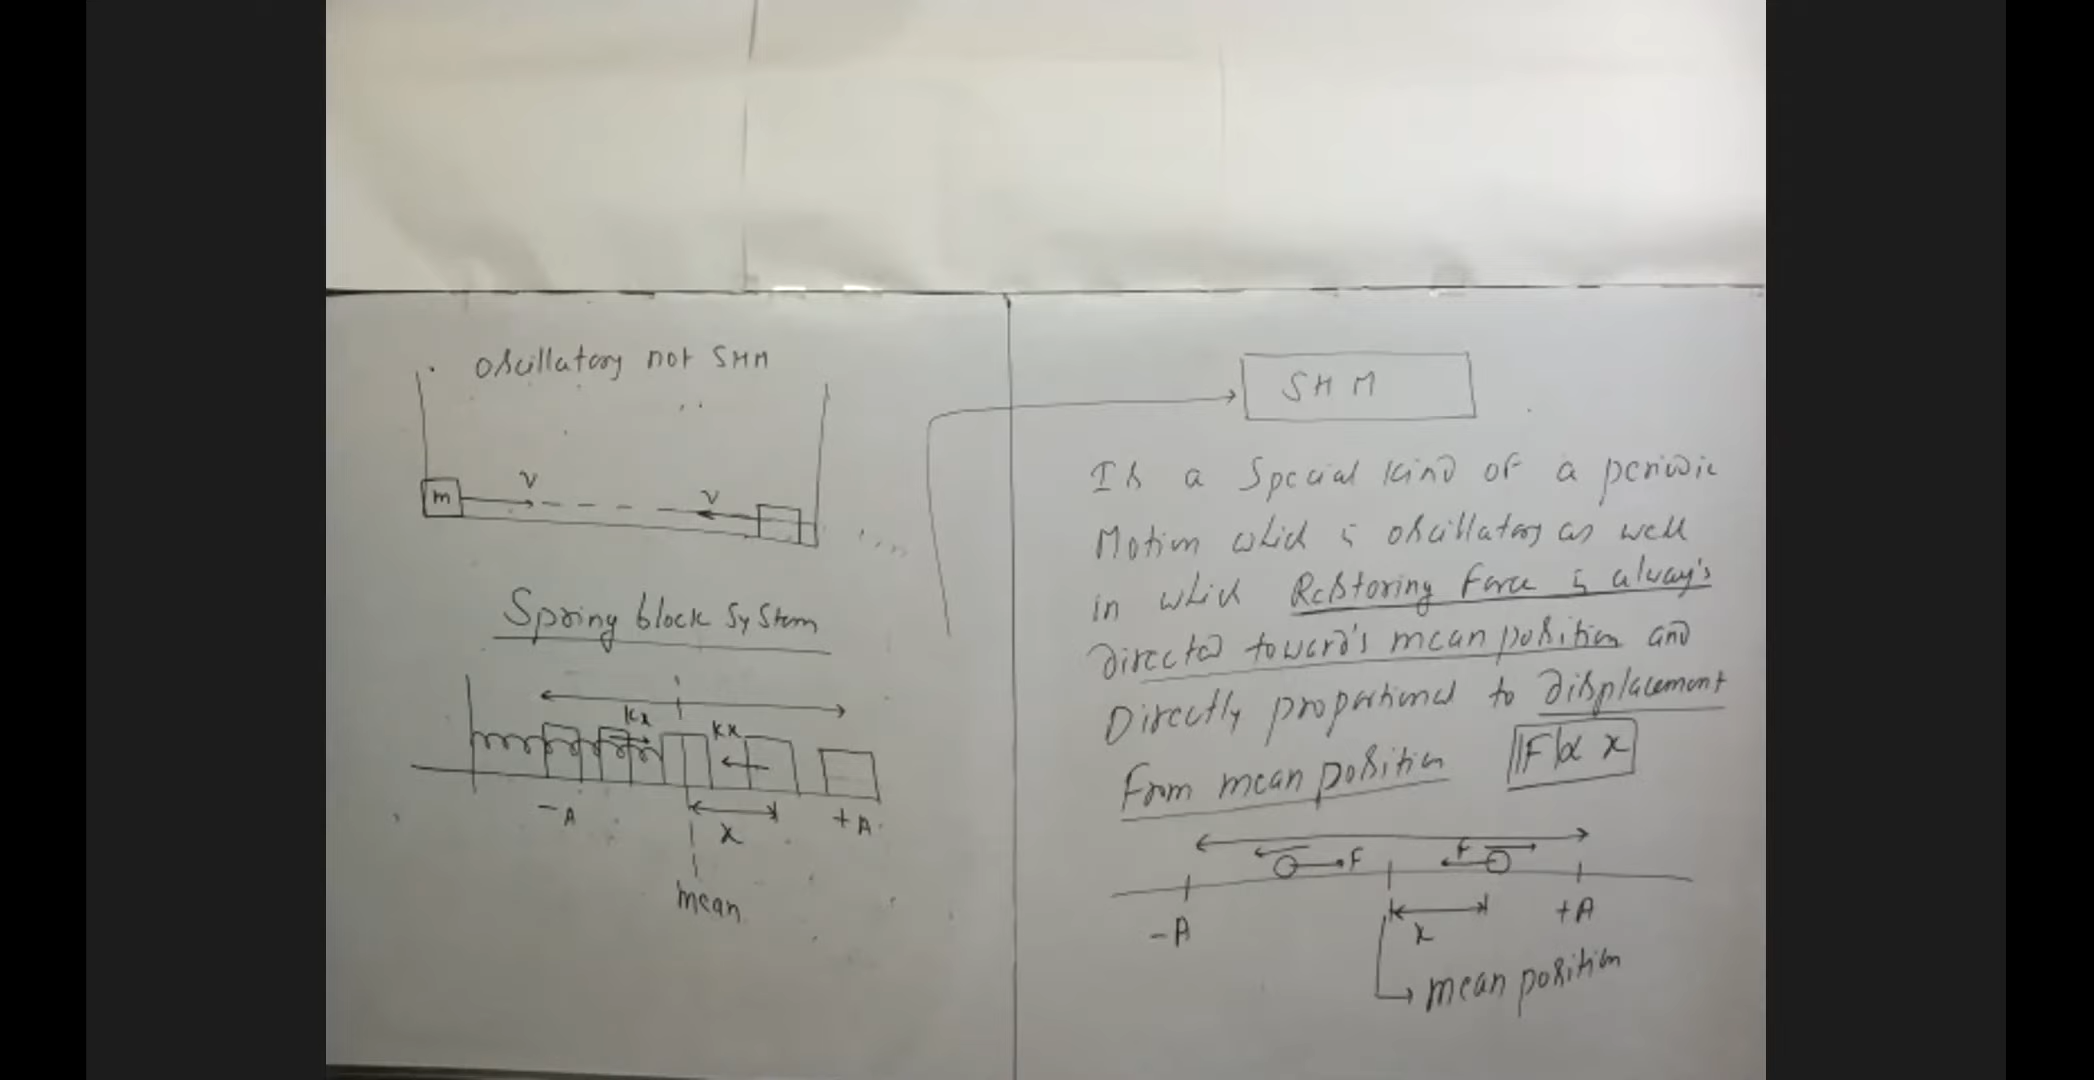 Oscillatory not SHM
m
v
v
Spring block System
kx
kx
-A
x
+A
mean
SHM
Is a Special kind of a periodic
Motion which is oscillatory as well
in which Restoring Force is always
directed toward's mean position and
Directly proportional to displacement
From mean position |F| ∝ x
F
F
-A
x
+A
mean position